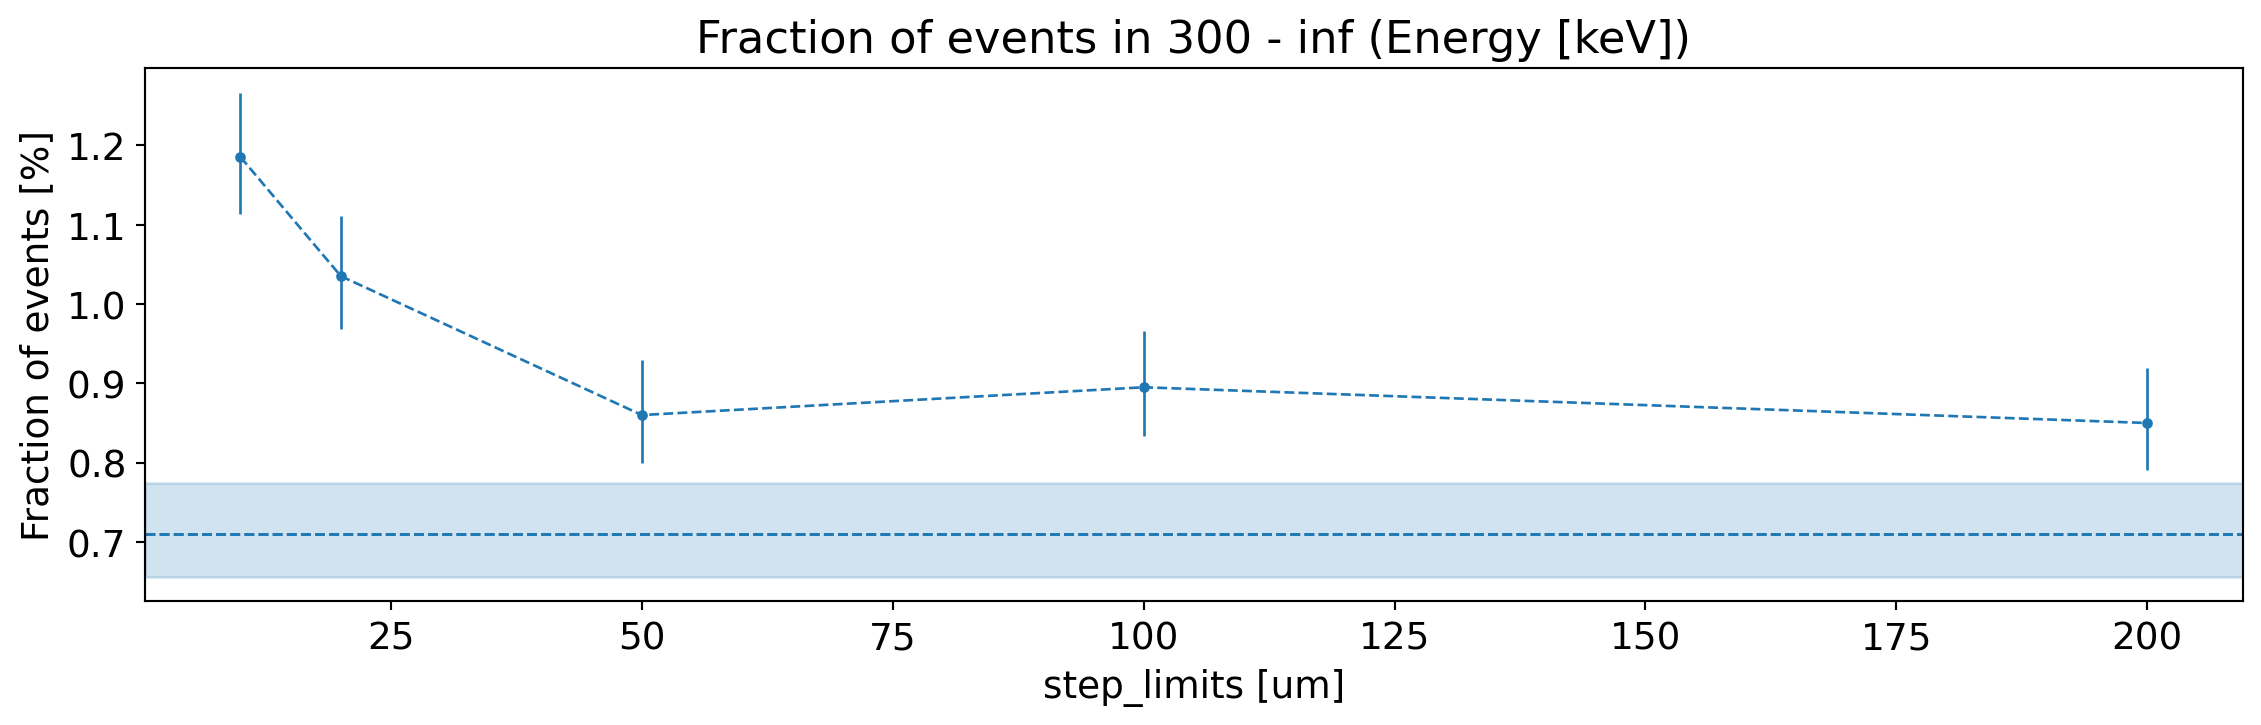 Fraction of events in 300 - inf (Energy [keV])
Fraction of events [%]
1.2
1.1
1.0
0.9
0.8
0.7
25 50 75 100 125 150 175 200
step_limits [um]